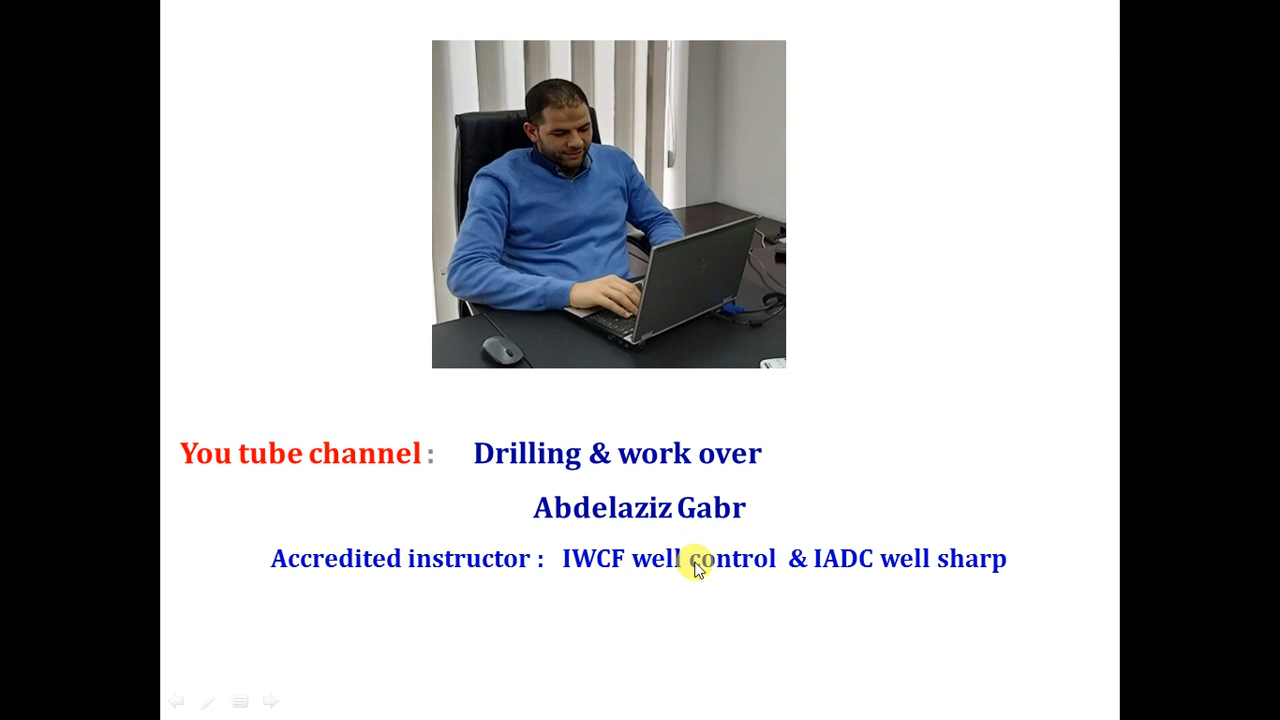 You tube channel : Drilling & work over
Abdelaziz Gabr
Accredited instructor : IWCF well control & IADC well sharp